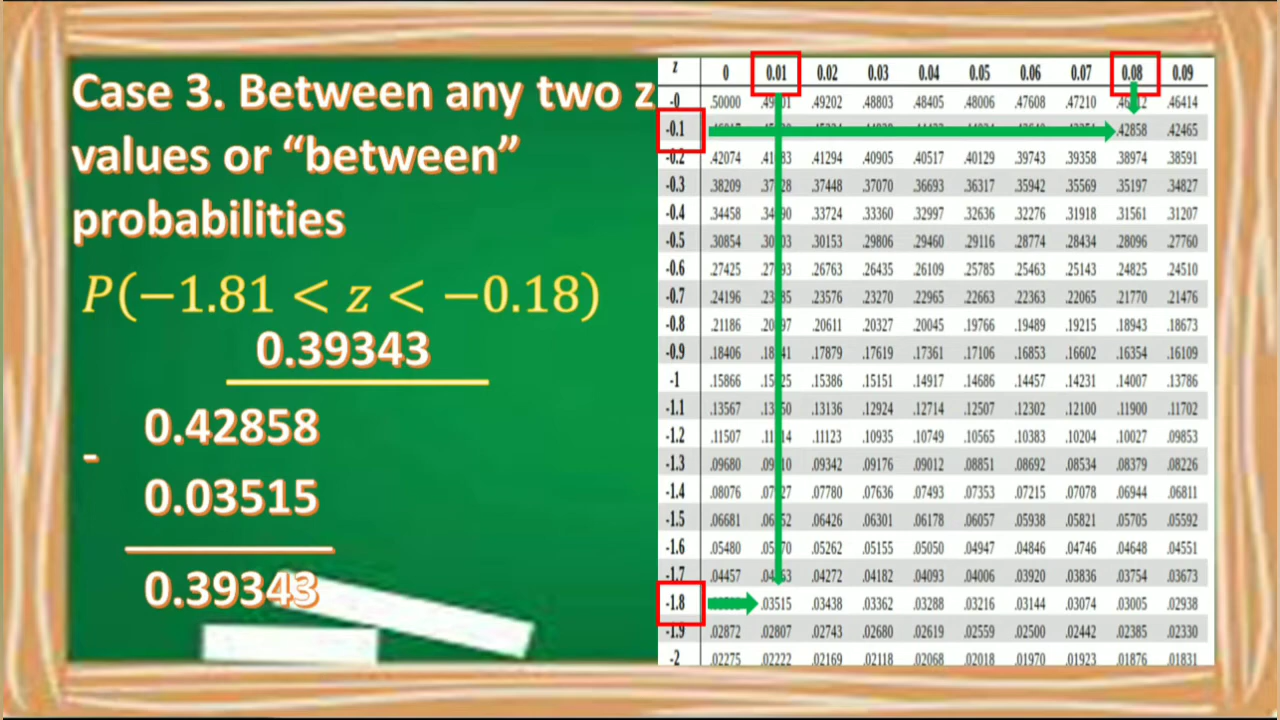 Case 3. Between any two z
values or “between”
probabilities
P(−1.81 < z < −0.18)
0.39343
0.42858
-
0.03515
0.39343
z 0 0.01 0.02 0.03 0.04 0.05 0.06 0.07 0.08 0.09
-0 .50000 .49202 .48803 .48405 .48006 .47608 .47210 .46414
-0.1 .42858 .42465
-0.2 .42074 .41294 .40905 .40517 .40129 .39743 .39358 .38974 .38591
-0.3 .38209 .37448 .37070 .36693 .36317 .35942 .35569 .35197 .34827
-0.4 .34458 .33724 .33360 .32997 .32636 .32276 .31918 .31561 .31207
-0.5 .30854 .30153 .29806 .29460 .29116 .28774 .28434 .28096 .27760
-0.6 .27425 .26763 .26435 .26109 .25785 .25463 .25143 .24825 .24510
-0.7 .24196 .23576 .23270 .22965 .22663 .22363 .22065 .21770 .21476
-0.8 .21186 .20611 .20327 .20045 .19766 .19489 .19215 .18943 .18673
-0.9 .18406 .17879 .17619 .17361 .17106 .16853 .16602 .16354 .16109
-1 .15866 .15386 .15151 .14917 .14686 .14457 .14231 .14007 .13786
-1.1 .13567 .13136 .12924 .12714 .12507 .12302 .12100 .11900 .11702
-1.2 .11507 .11123 .10935 .10749 .10565 .10383 .10204 .10027 .09853
-1.3 .09680 .09342 .09176 .09012 .08851 .08692 .08534 .08379 .08226
-1.4 .08076 .07780 .07636 .07493 .07353 .07215 .07078 .06944 .06811
-1.5 .06681 .06426 .06301 .06178 .06057 .05938 .05821 .05705 .05592
-1.6 .05480 .05262 .05155 .05050 .04947 .04846 .04746 .04648 .04551
-1.7 .04457 .04272 .04182 .04093 .04006 .03920 .03836 .03754 .03673
-1.8 .03515 .03438 .03362 .03288 .03216 .03144 .03074 .03005 .02938
-1.9 .02872 .02807 .02743 .02680 .02619 .02559 .02500 .02442 .02385 .02330
-2 .02275 .02222 .02169 .02118 .02068 .02018 .01970 .01923 .01876 .01831